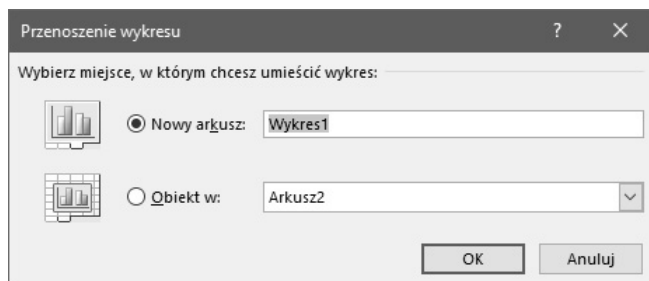 Przenoszenie wykresu ? ×
Wybierz miejsce, w którym chcesz umieścić wykres:
Nowy arkusz: Wykres1
Obiekt w: Arkusz2
OK Anuluj